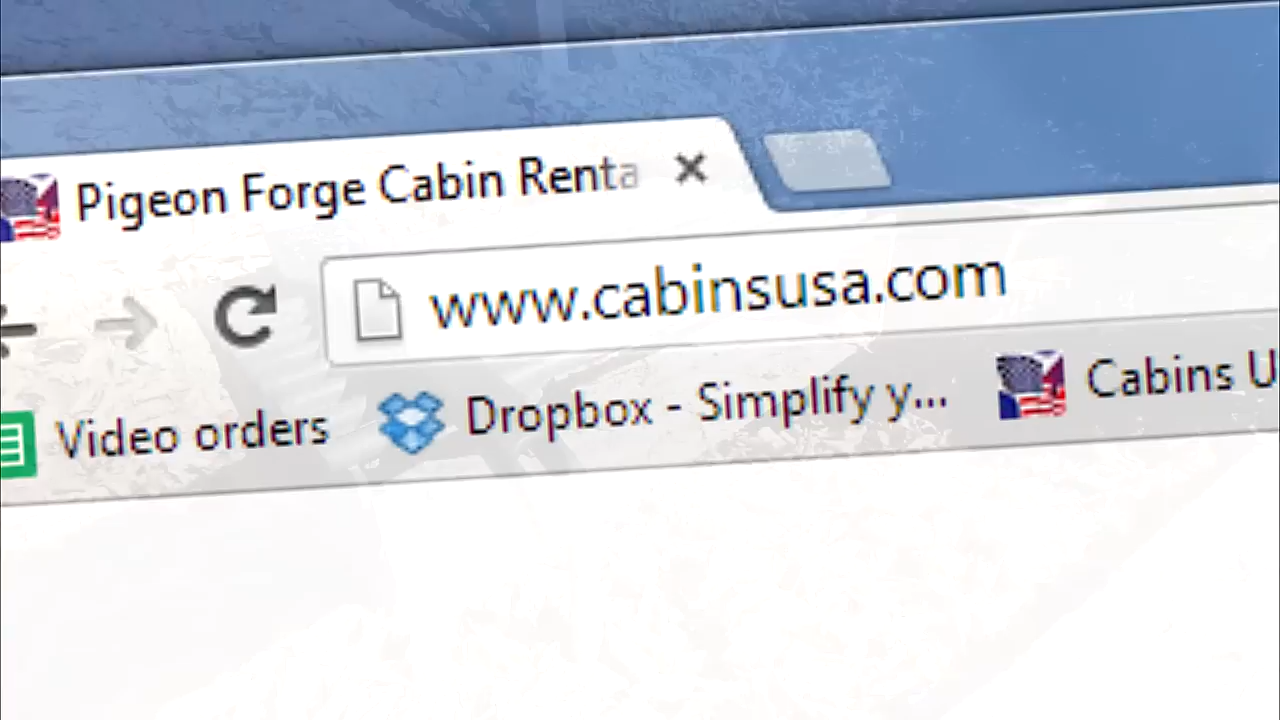 Pigeon Forge Cabin Renta
www.cabinsusa.com
Video orders Dropbox - Simplify y... Cabins U